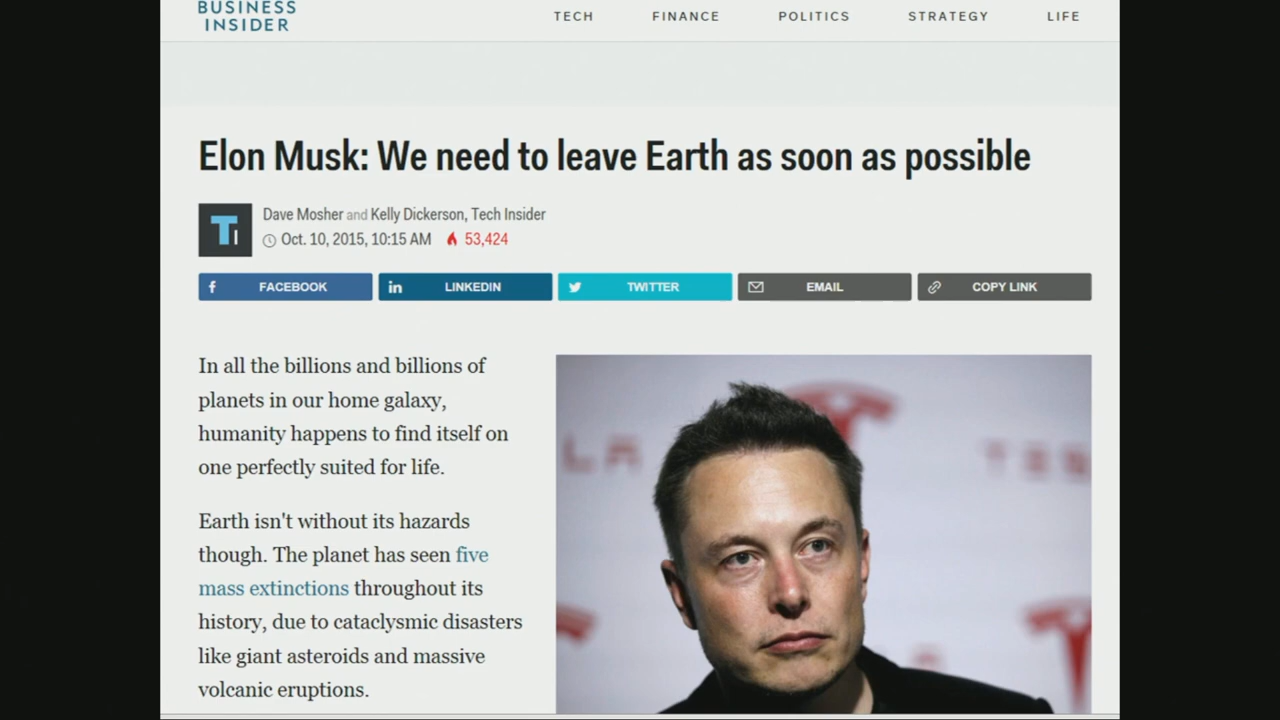 BUSINESS
INSIDER
TECH FINANCE POLITICS STRATEGY LIFE
Elon Musk: We need to leave Earth as soon as possible
TI
Dave Mosher and Kelly Dickerson, Tech Insider
Oct. 10, 2015, 10:15 AM 53,424
f FACEBOOK in LINKEDIN TWITTER EMAIL COPY LINK
In all the billions and billions of
planets in our home galaxy,
humanity happens to find itself on
one perfectly suited for life.
Earth isn't without its hazards
though. The planet has seen five
mass extinctions throughout its
history, due to cataclysmic disasters
like giant asteroids and massive
volcanic eruptions.
LA TES